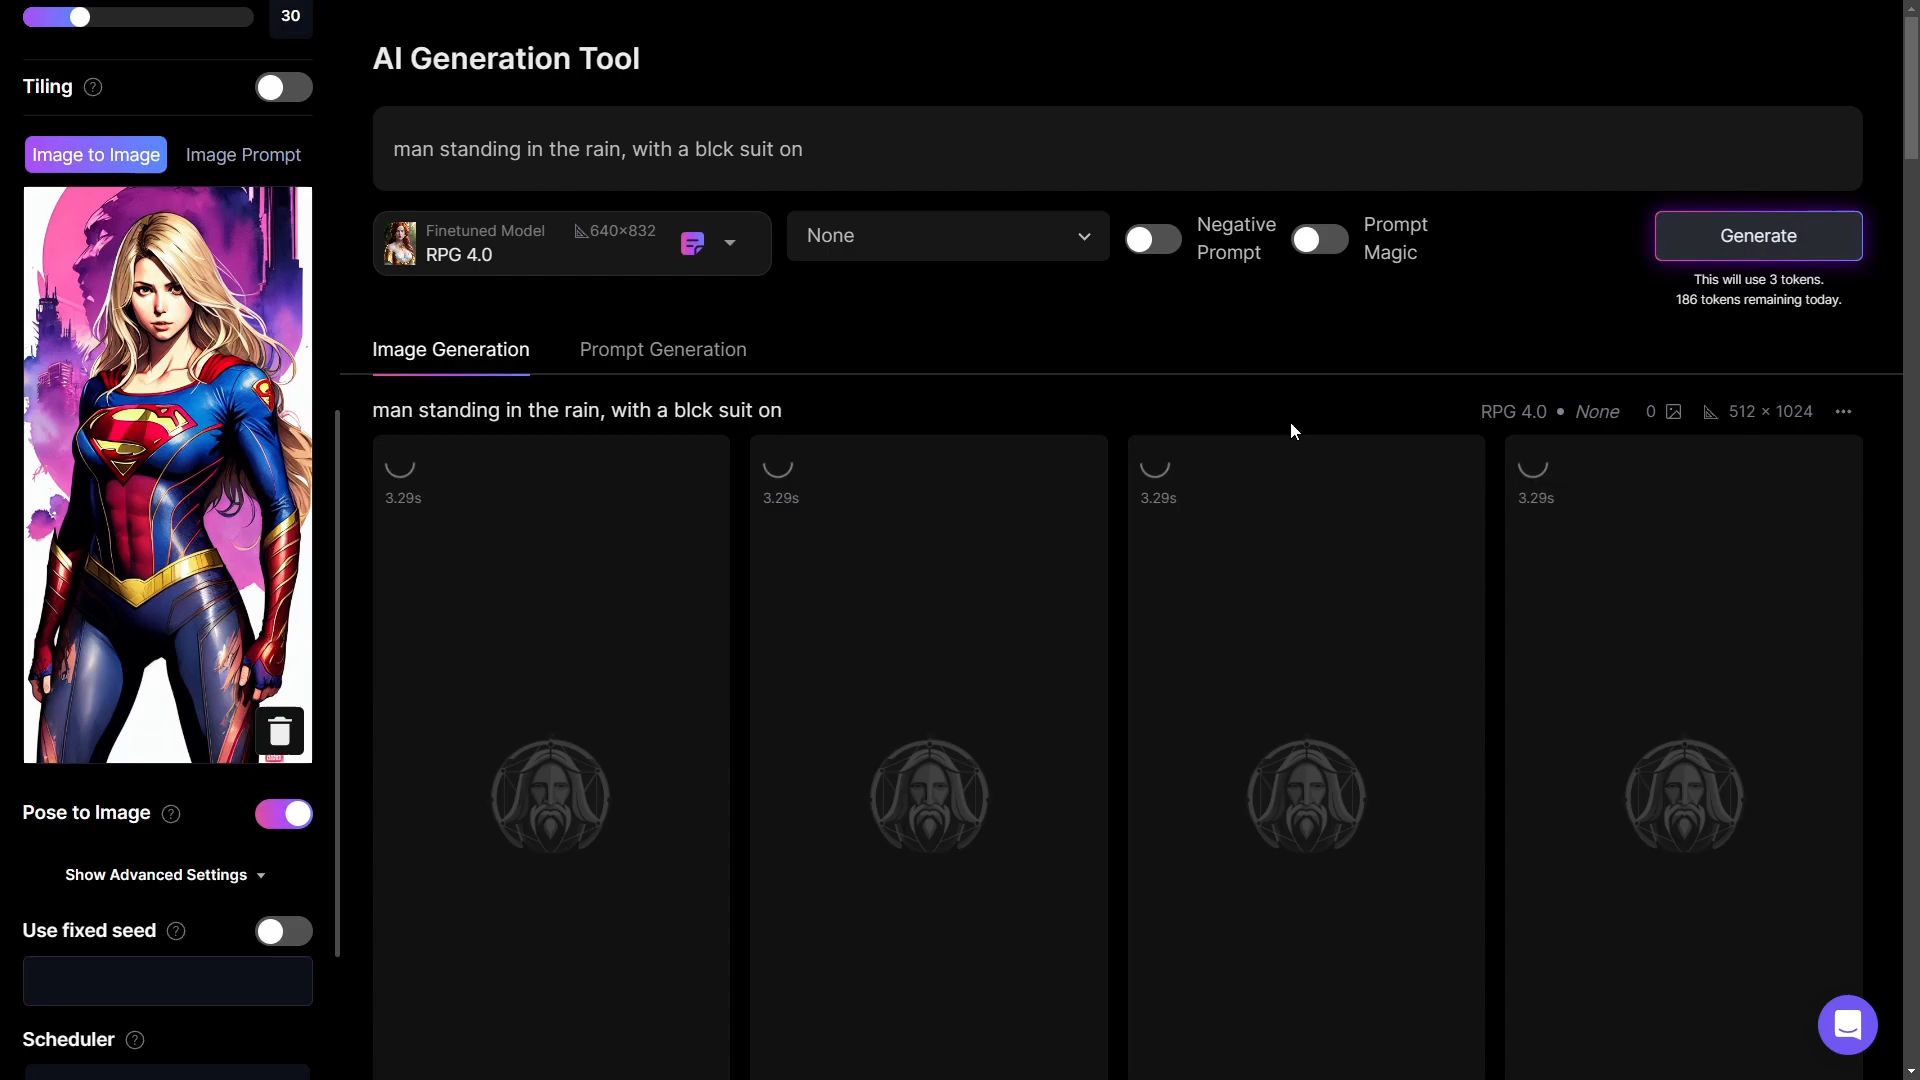 30
AI Generation Tool
Tiling ?
man standing in the rain, with a blck suit on
Image to Image Image Prompt
Finetuned Model 640×832
RPG 4.0
None
Negative
Prompt
Prompt
Magic
Generate
This will use 3 tokens.
186 tokens remaining today.
Image Generation Prompt Generation
man standing in the rain, with a blck suit on
RPG 4.0 • None 0 512 × 1024 •••
3.29s 3.29s 3.29s 3.29s
Pose to Image ?
Show Advanced Settings
Use fixed seed ?
Scheduler ?